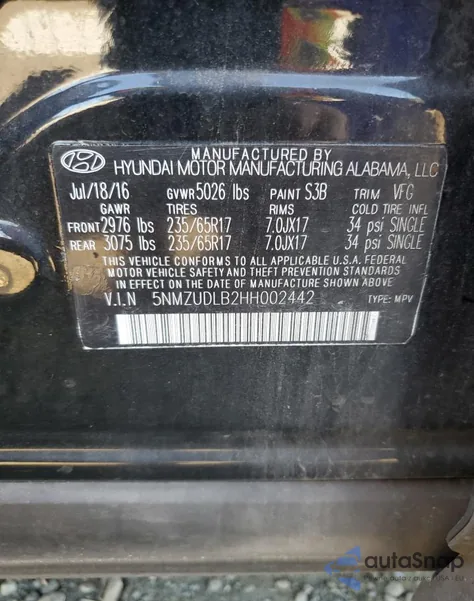 MANUFACTURED BY
HYUNDAI MOTOR MANUFACTURING ALABAMA, LLC
Jul/18/16 GVWR 5026 lbs PAINT S3B TRIM VFG
GAWR TIRES RIMS COLD TIRE INFL
FRONT 2976 lbs 235/65R17 7.0JX17 34 psi SINGLE
REAR 3075 lbs 235/65R17 7.0JX17 34 psi SINGLE
THIS VEHICLE CONFORMS TO ALL APPLICABLE U.S.A. FEDERAL
MOTOR VEHICLE SAFETY AND THEFT PREVENTION STANDARDS
IN EFFECT ON THE DATE OF MANUFACTURE SHOWN ABOVE.
V.I.N 5NMZUDLB2HH002442 TYPE: MPV
autoSnap